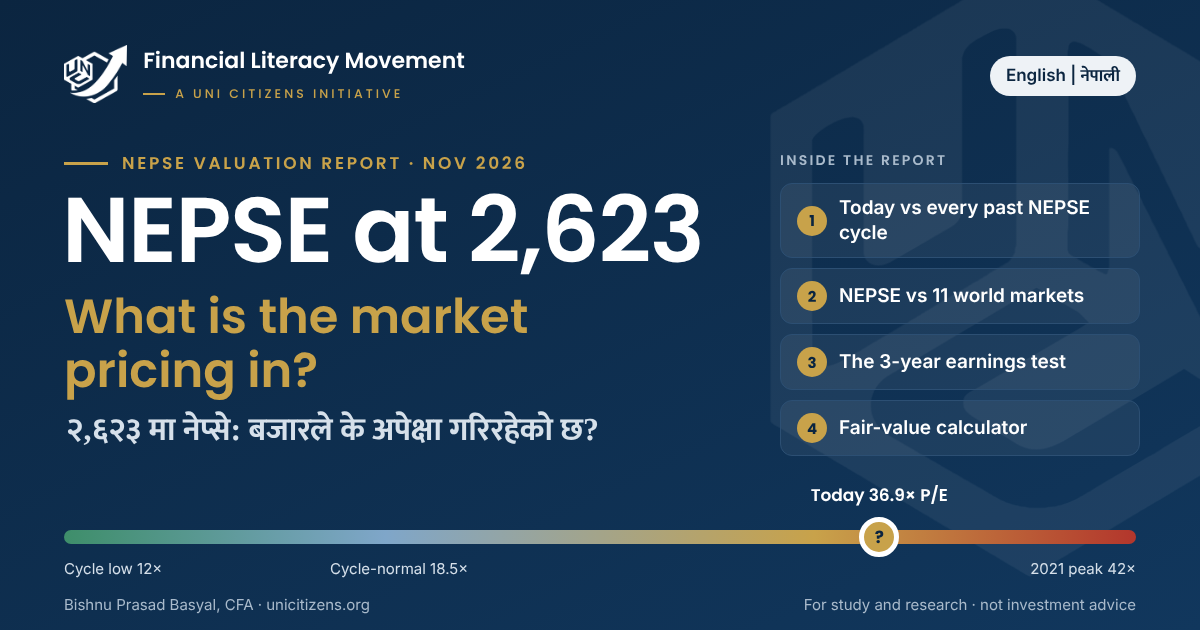 Financial Literacy Movement
A UNI CITIZENS INITIATIVE
English | नेपाली
NEPSE VALUATION REPORT · NOV 2026
NEPSE at 2,623
What is the market
pricing in?
२,६२३ मा नेप्से: बजारले के अपेक्षा गरिरहेको छ?
INSIDE THE REPORT
1 Today vs every past NEPSE
cycle
2 NEPSE vs 11 world markets
3 The 3-year earnings test
4 Fair-value calculator
Today 36.9× P/E
?
Cycle low 12×
Cycle-normal 18.5×
2021 peak 42×
Bishnu Prasad Basyal, CFA · unicitizens.org
For study and research · not investment advice